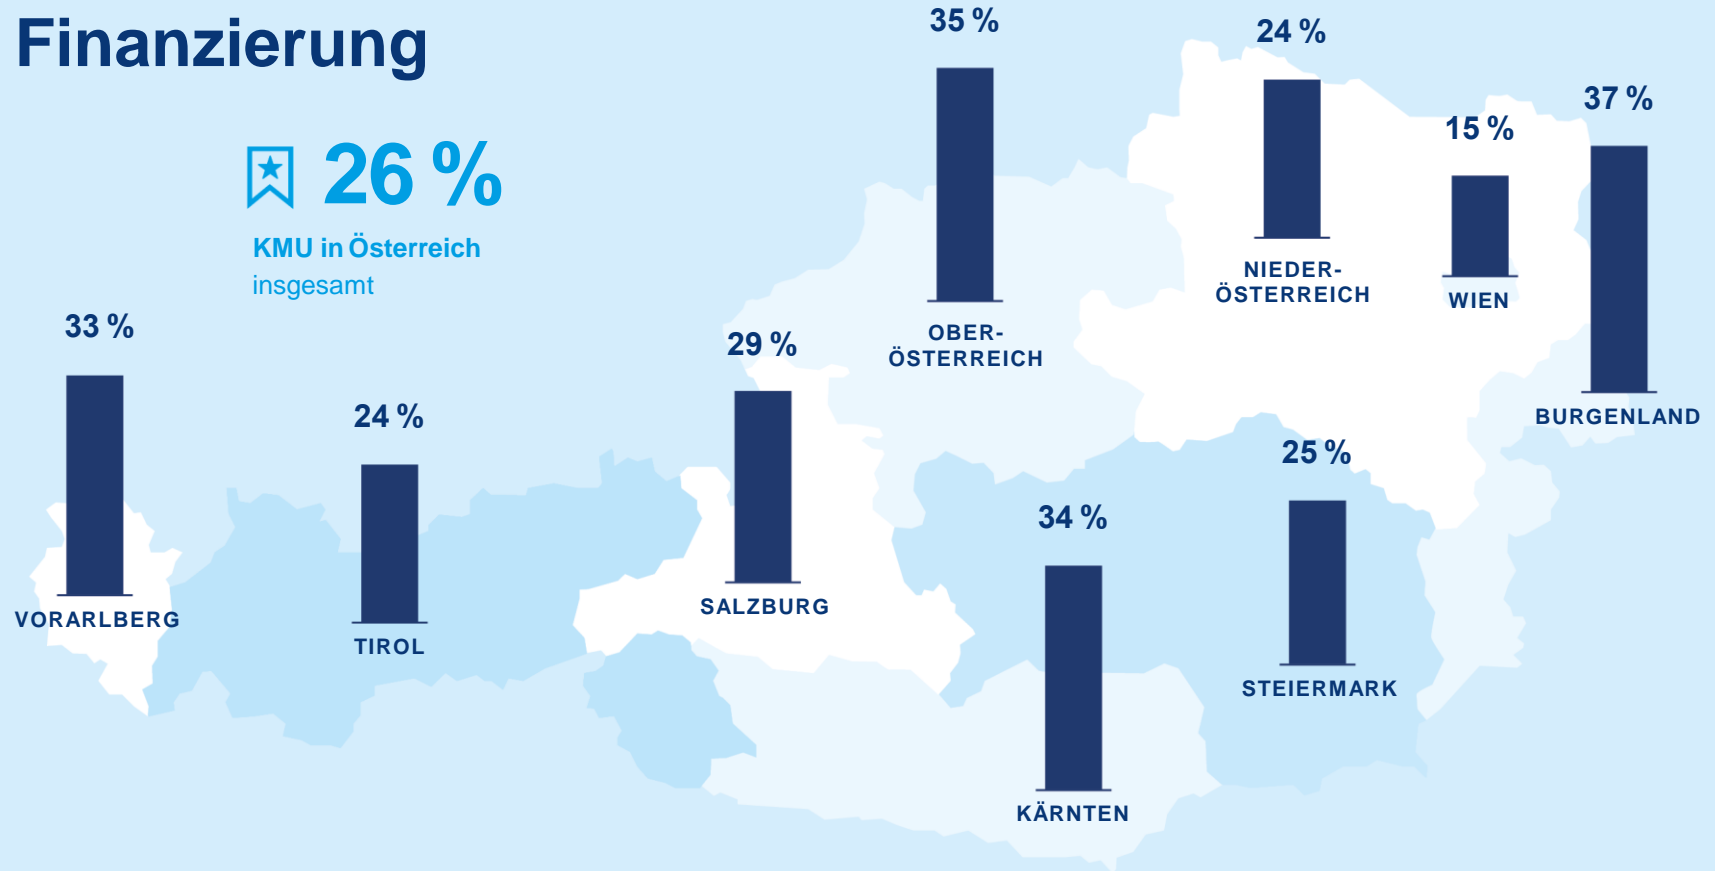 Finanzierung
26 %
KMU in Österreich
insgesamt
33 %
VORARLBERG
24 %
TIROL
29 %
SALZBURG
35 %
OBER-
ÖSTERREICH
24 %
NIEDER-
ÖSTERREICH
15 %
WIEN
37 %
BURGENLAND
34 %
KÄRNTEN
25 %
STEIERMARK